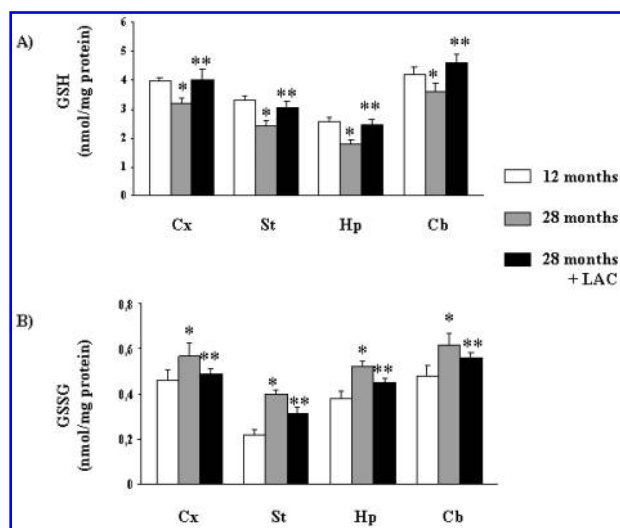 A)
GSH
(nmol/mg protein)
6
5
4
3
2
1
0
* ** * ** * ** * **
Cx St Hp Cb
12 months
28 months
28 months
+ LAC
B)
GSSG
(nmol/mg protein)
0,8
0,6
0,4
0,2
0
* ** * ** * ** * **
Cx St Hp Cb